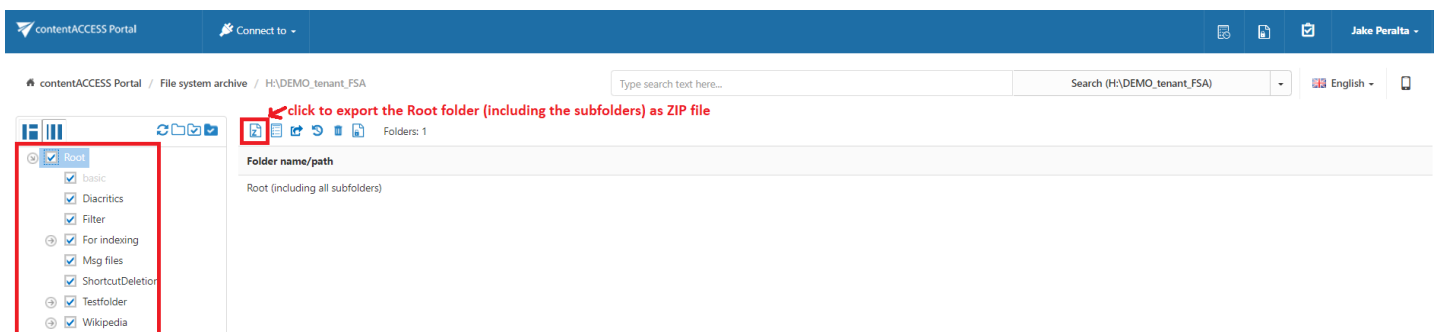 contentACCESS Portal
Connect to
Jake Peralta
contentACCESS Portal / File system archive / H:\DEMO_tenant_FSA
Type search text here...
Search (H:\DEMO_tenant_FSA)
English
click to export the Root folder (including the subfolders) as ZIP file
Folders: 1
Root
Folder name/path
basic
Root (including all subfolders)
Diacritics
Filter
For indexing
Msg files
ShortcutDeletion
Testfolder
Wikipedia